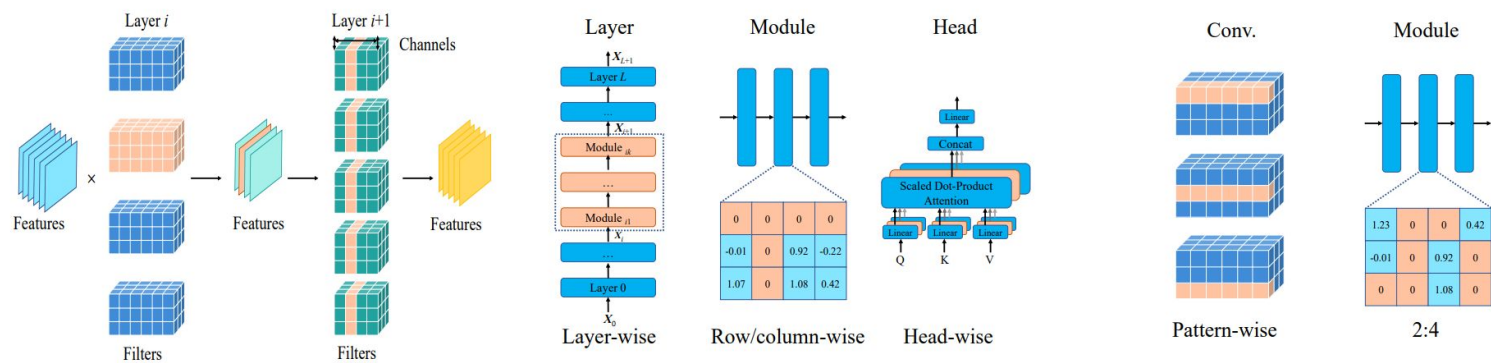 Layer i
Layer i+1
Channels
Features
×
Features
Features
Filters
Filters
Layer
X_{L+1}
Layer L
...
X_{i+1}
Module _{ik}
...
Module _{i1}
X_i
...
Layer 0
X_0
Layer-wise
Module
0 0 0 0
-0.01 0 0.92 -0.22
1.07 0 1.08 0.42
Row/column-wise
Head
Linear
Concat
Scaled Dot-Product
Attention
Linear Linear Linear
Q K V
Head-wise
Conv.
Pattern-wise
Module
1.23 0 0 0.42
-0.01 0 0.92 0
0 0 1.08 0
2:4